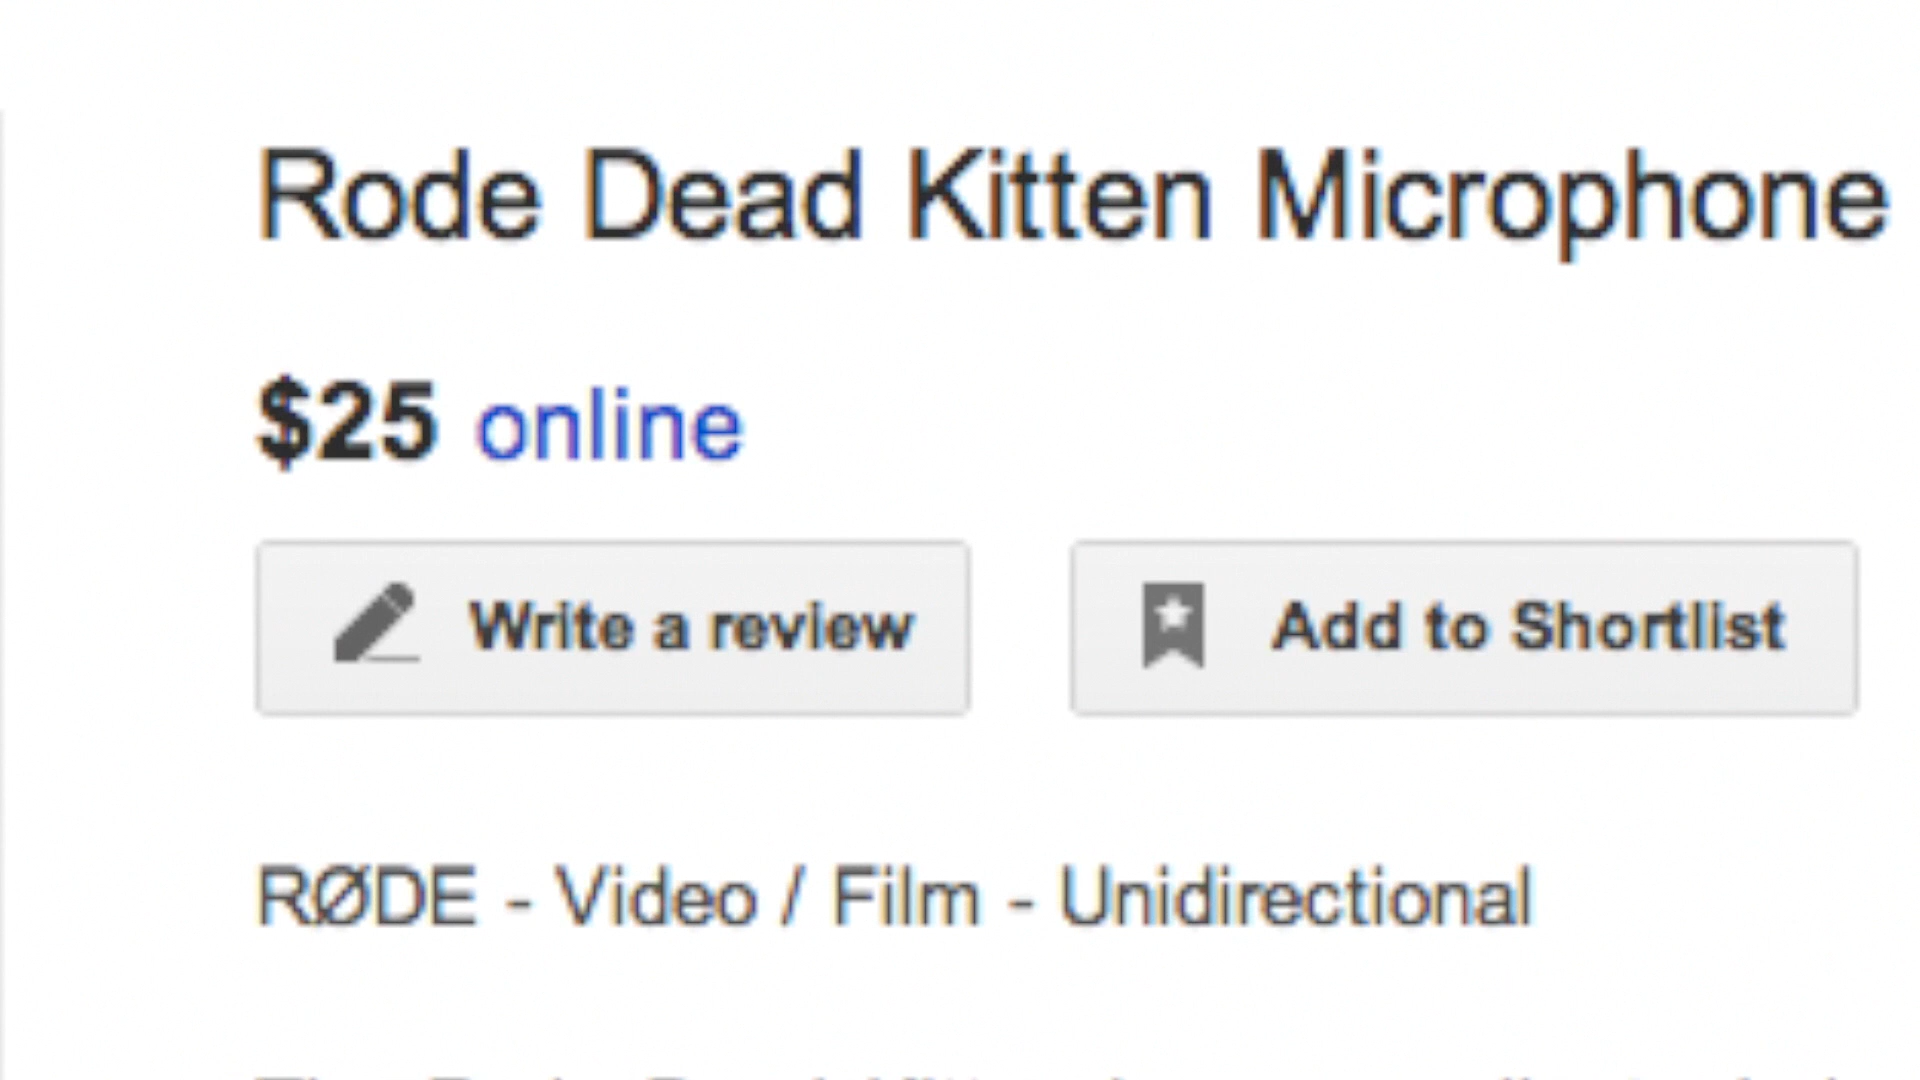 Rode Dead Kitten Microphone
$25 online
Write a review
Add to Shortlist
RØDE - Video / Film - Unidirectional